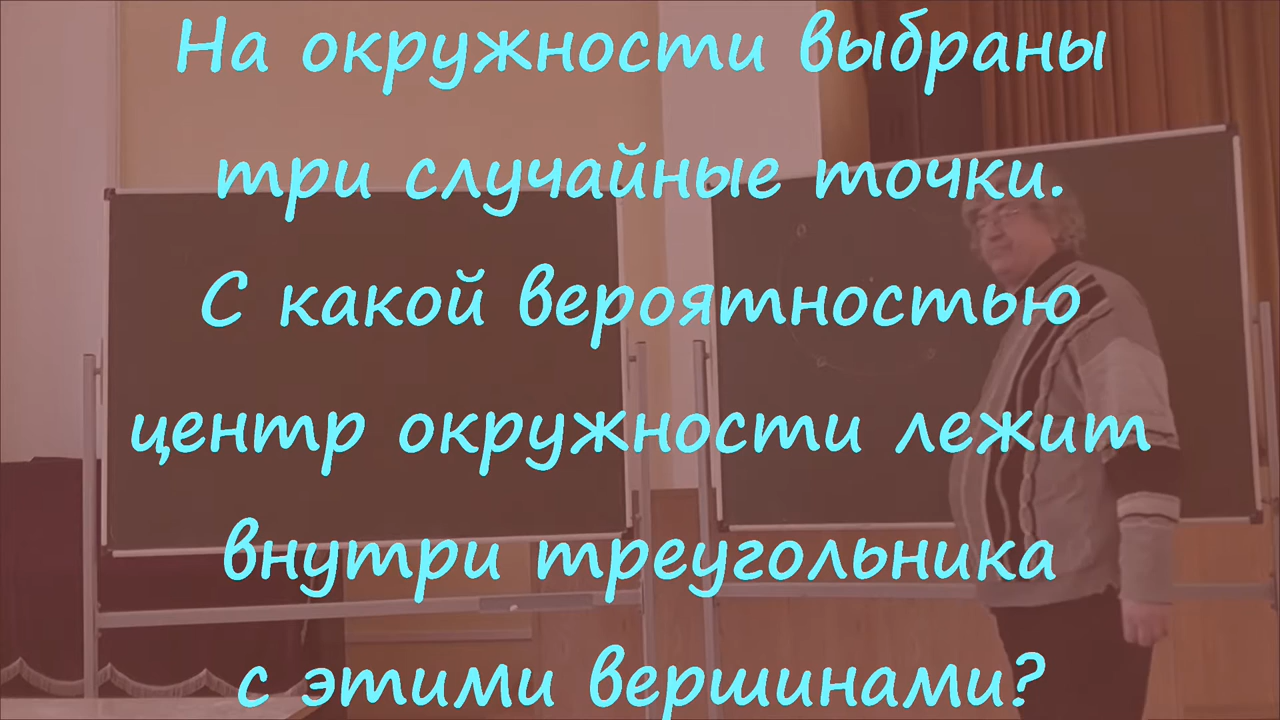 На окружности выбраны
три случайные точки.
С какой вероятностью
центр окружности лежит
внутри треугольника
с этими вершинами?